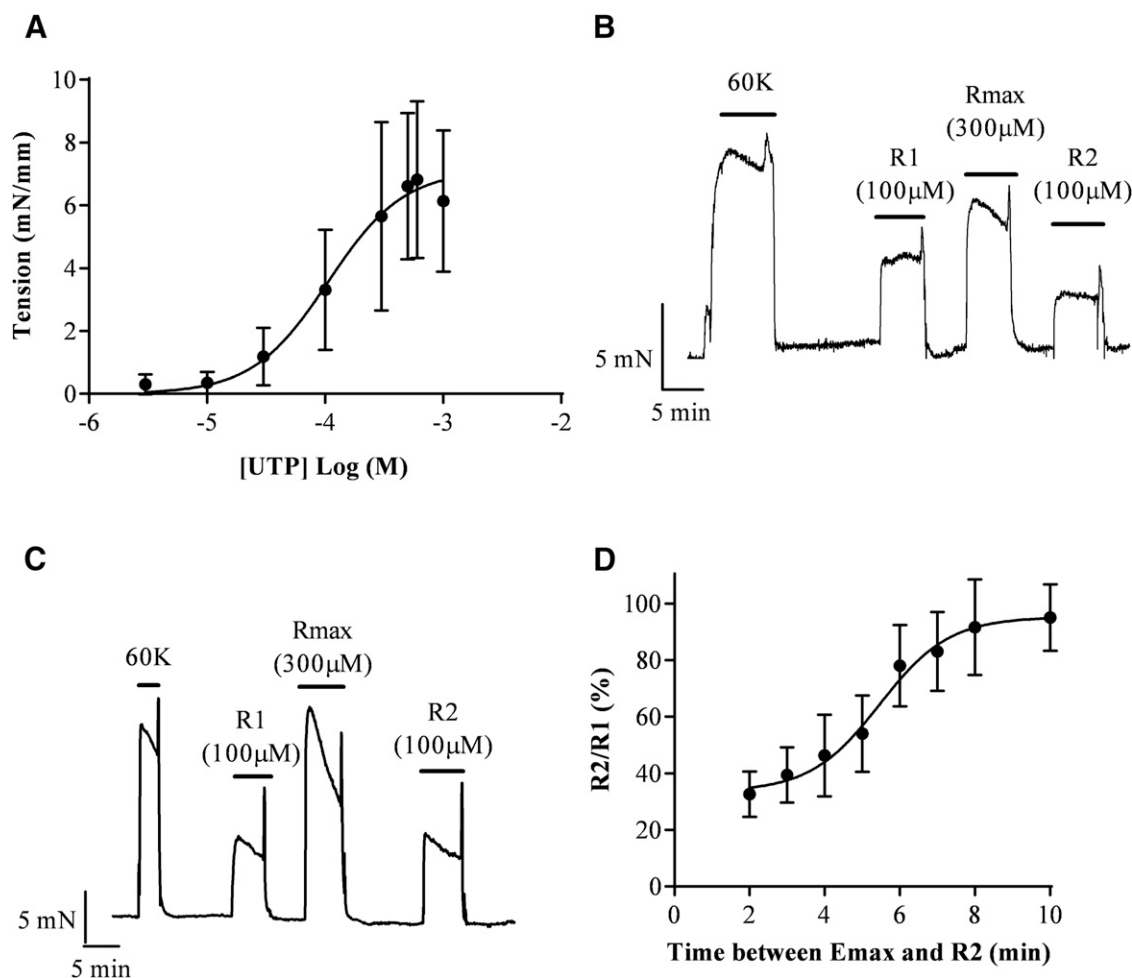 A
Tension (mN/mm)
10
8
6
4
2
0
-6
-5
-4
-3
-2
[UTP] Log (M)
B
60K
R1
(100μM)
Rmax
(300μM)
R2
(100μM)
5 mN
5 min
C
60K
R1
(100μM)
Rmax
(300μM)
R2
(100μM)
5 mN
5 min
D
R2/R1 (%)
100
80
60
40
20
0
0
2
4
6
8
10
Time between Emax and R2 (min)